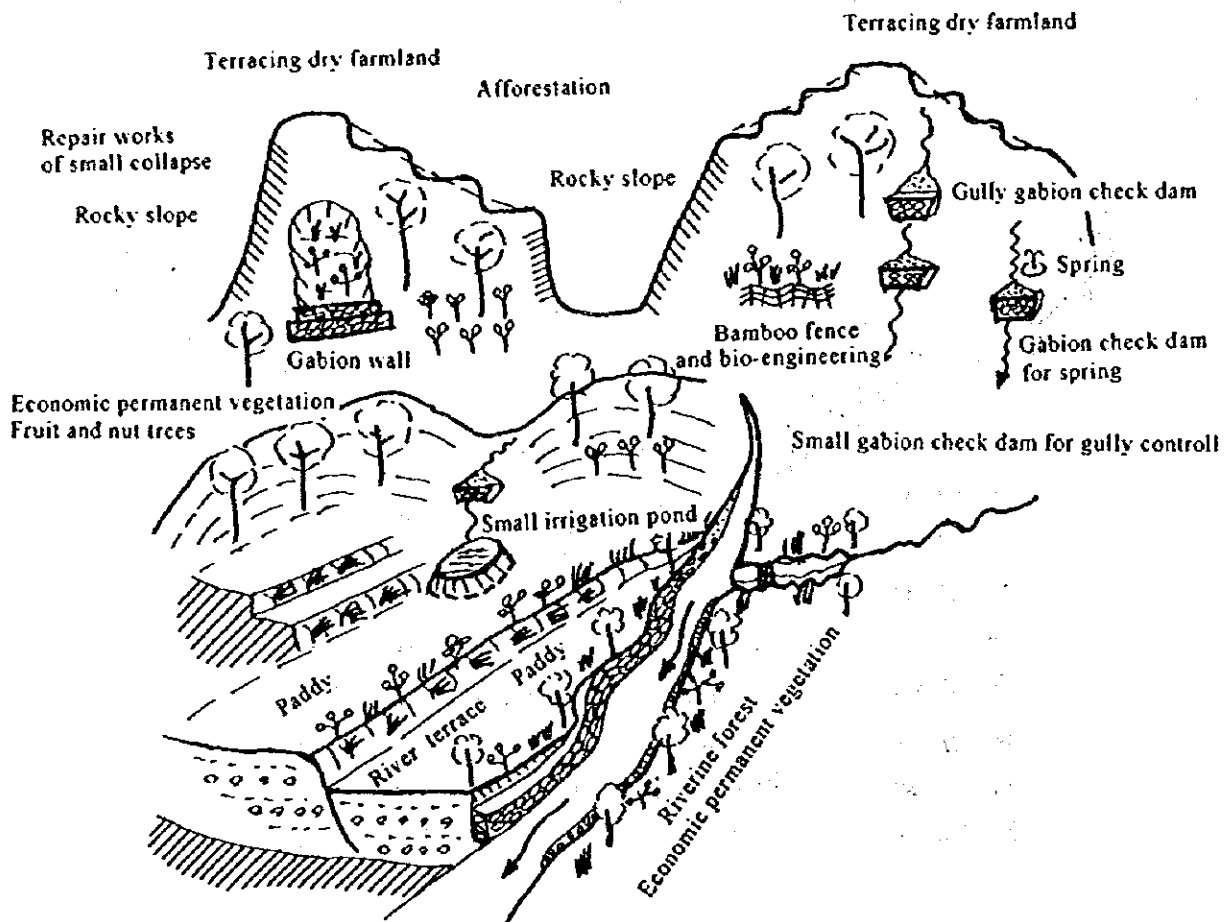 Terracing dry farmland
Terracing dry farmland
Afforestation
Repair works
of small collapse
Rocky slope
Rocky slope
Gully gabion check dam
Spring
Gabion wall
Bamboo fence
and bio-engineering
Gabion check dam
for spring
Economic permanent vegetation
Fruit and nut trees
Small gabion check dam for gully controll
Small irrigation pond
Paddy
Paddy
River terrace
Riverine forest
Economic permanent vegetation